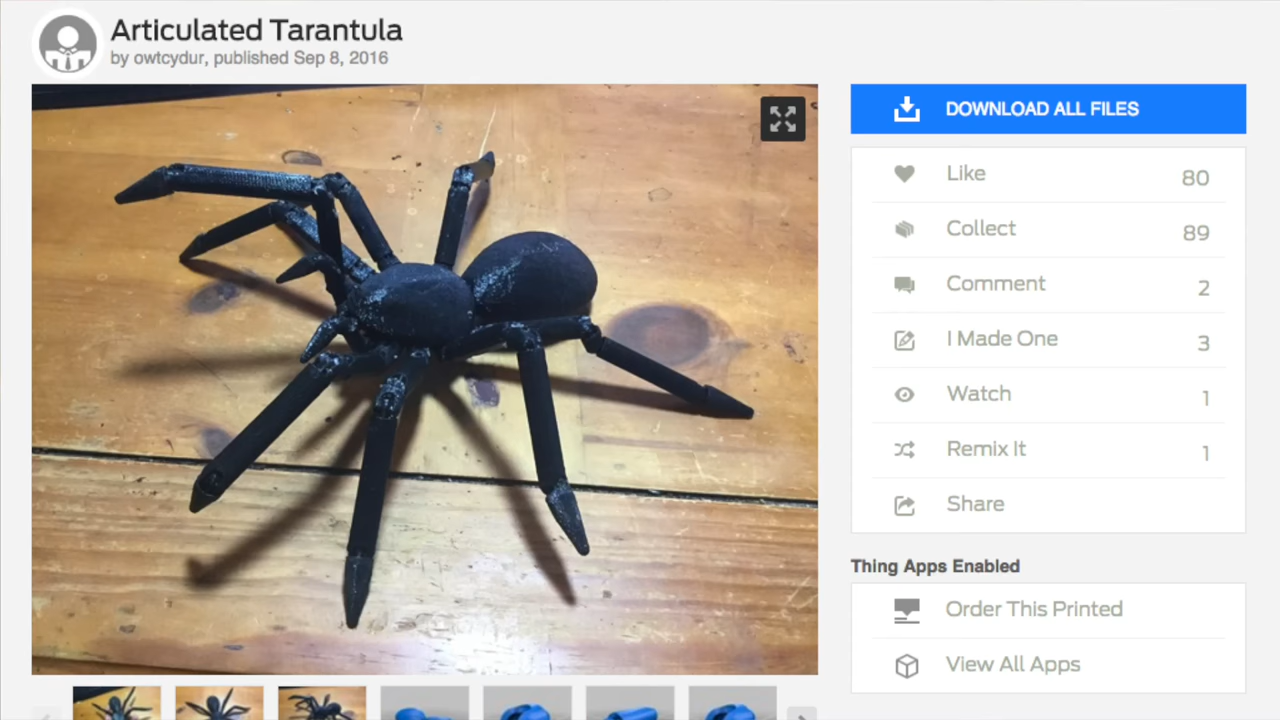 Articulated Tarantula
by owtcydur, published Sep 8, 2016
DOWNLOAD ALL FILES
Like 80
Collect 89
Comment 2
I Made One 3
Watch 1
Remix It 1
Share
Thing Apps Enabled
Order This Printed
View All Apps